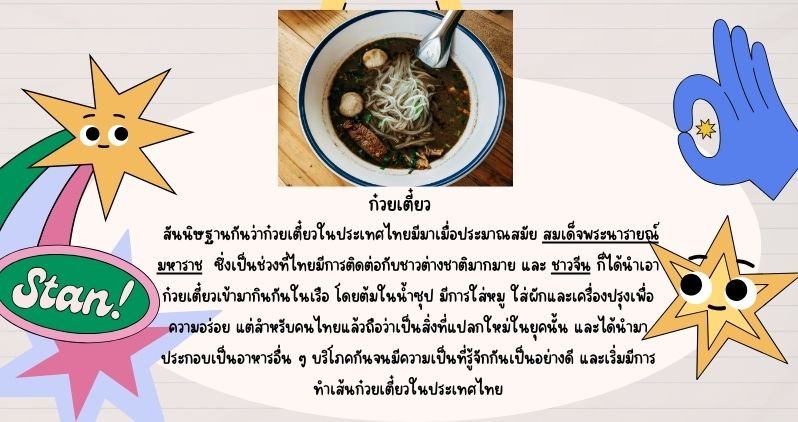 ก๋วยเตี๋ยว
สันนิษฐานกันว่าก๋วยเตี๋ยวในประเทศไทยมีมาเมื่อประมาณสมัย สมเด็จพระนารายณ์
มหาราช ซึ่งเป็นช่วงที่ไทยมีการติดต่อกับชาวต่างชาติมากมาย และ ชาวจีน ก็ได้นำเอา
ก๋วยเตี๋ยวเข้ามากินกันในเรือ โดยต้มในน้ำซุป มีการใส่หมู ใส่ผักและเครื่องปรุงเพื่อ
ความอร่อย แต่สำหรับคนไทยแล้วถือว่าเป็นสิ่งที่แปลกใหม่ในยุคนั้น และได้นำมา
ประกอบเป็นอาหารอื่น ๆ บริโภคกันจนมีความเป็นที่รู้จักกันเป็นอย่างดี และเริ่มมีการ
ทำเส้นก๋วยเตี๋ยวในประเทศไทย
Stan!